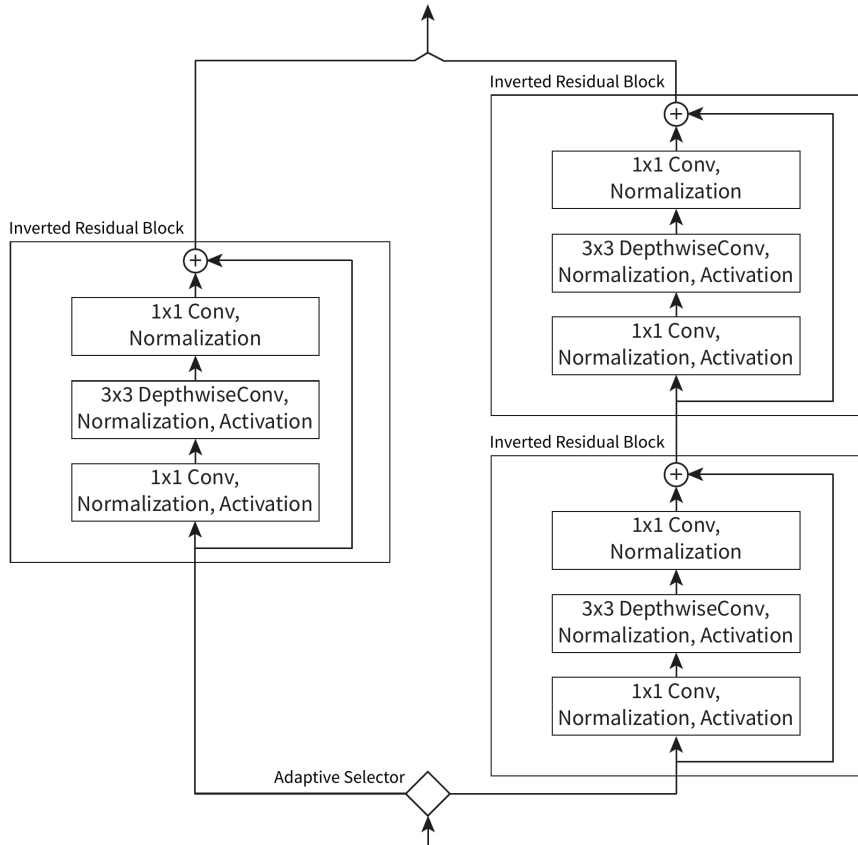 Inverted Residual Block
1x1 Conv,
Normalization
3x3 DepthwiseConv,
Normalization, Activation
1x1 Conv,
Normalization, Activation
Inverted Residual Block
1x1 Conv,
Normalization
3x3 DepthwiseConv,
Normalization, Activation
1x1 Conv,
Normalization, Activation
Inverted Residual Block
1x1 Conv,
Normalization
3x3 DepthwiseConv,
Normalization, Activation
1x1 Conv,
Normalization, Activation
Adaptive Selector